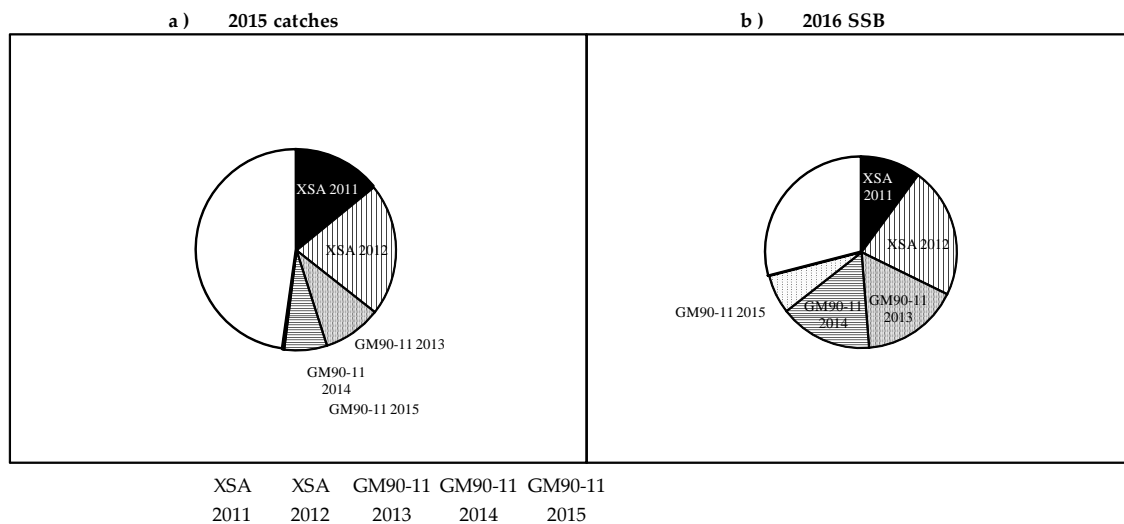 a ) 2015 catches
b ) 2016 SSB
XSA 2011
XSA 2012
GM90-11 2013
GM90-11
2014
GM90-11 2015
XSA
2011
XSA 2012
GM90-11
2013
GM90-11
2014
GM90-11 2015
XSA XSA GM90-11 GM90-11 GM90-11
2011 2012 2013 2014 2015